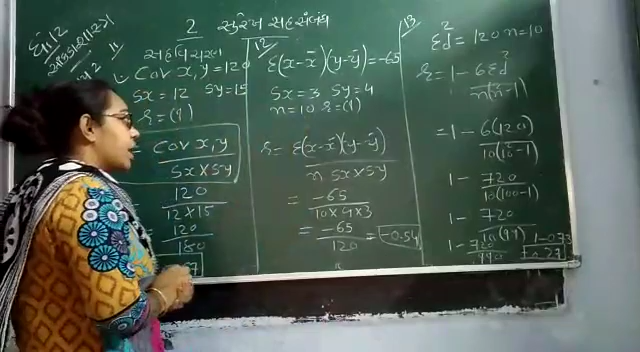 ધો.12
આંકડાશાસ્ત્ર
2 સુરેખ સહસંબંધ
11
સહવિચરણ
Cov x,y = 120
Sx = 12 Sy = 15
r = (?)
= Cov x,y / Sx × Sy
120 / 12 × 15
120 / 180
12
Σ(x-x̄)(y-ȳ) = -65
Sx = 3 Sy = 4
n = 10 r = (?)
r = Σ(x-x̄)(y-ȳ) / n Sx × Sy
= -65 / 10 × 4 × 3
= -65 / 120 = -0.54
13
Σd² = 120 n = 10
r = 1 - 6Σd² / n(n²-1)
= 1 - 6(120) / 10(10²-1)
1 - 720 / 10(100-1)
1 - 720 / 10(99)
1 - 720 / 990
1-0.73
= 0.27